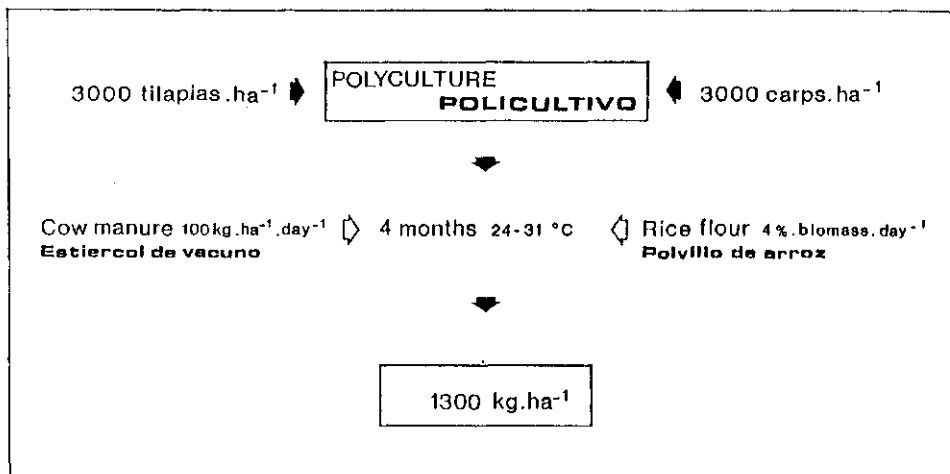 POLYCULTURE
POLICULTIVO
3000 tilapias.ha⁻¹
3000 carps.ha⁻¹
Cow manure 100kg.ha⁻¹.day⁻¹
Estiercol de vacuno
4 months 24-31 °C
Rice flour 4%.biomass.day⁻¹
Polvillo de arroz
1300 kg.ha⁻¹